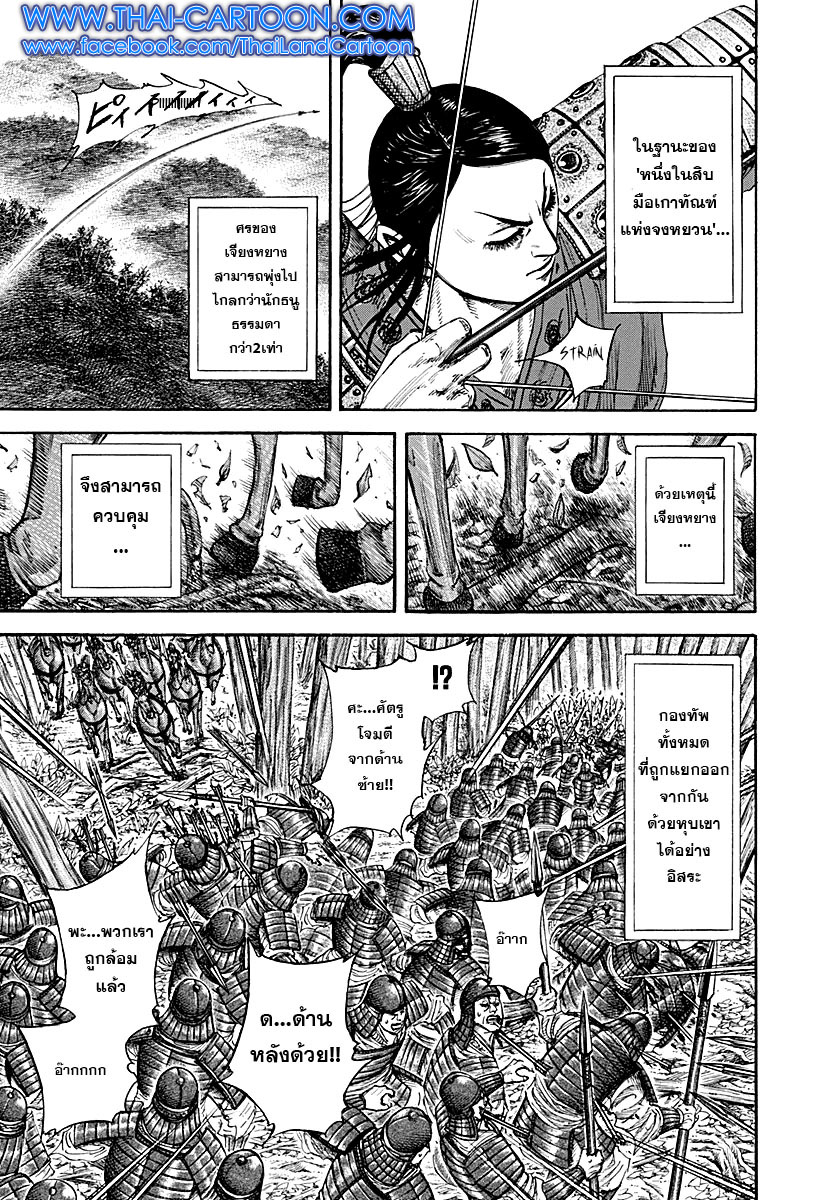 WWW.THAI-CARTOON.COM
www.facebook.com/ThaiLandCartoon
ในฐานะของ
'หนึ่งในสิบ
มือเกาทัณฑ์
แห่งจงหยวน'...
STRAIN
ピィィィィィィィ
ศรของ
เจียงหยาง
สามารถพุ่งไป
ไกลกว่านักธนู
ธรรมดา
กว่า2เท่า
ด้วยเหตุนี้
เจียงหยาง
...
จึงสามารถ
ควบคุม
...
กองทัพ
ทั้งหมด
ที่ถูกแยกออก
จากกัน
ด้วยหุบเขา
ได้อย่าง
อิสระ
!?
ศะ...ศัตรู
โจมตี
จากด้าน
ซ้าย!!
อ๊าาก
ด...ด้าน
หลังด้วย!!
พะ...พวกเรา
ถูกล้อม
แล้ว
อ๊ากกกก